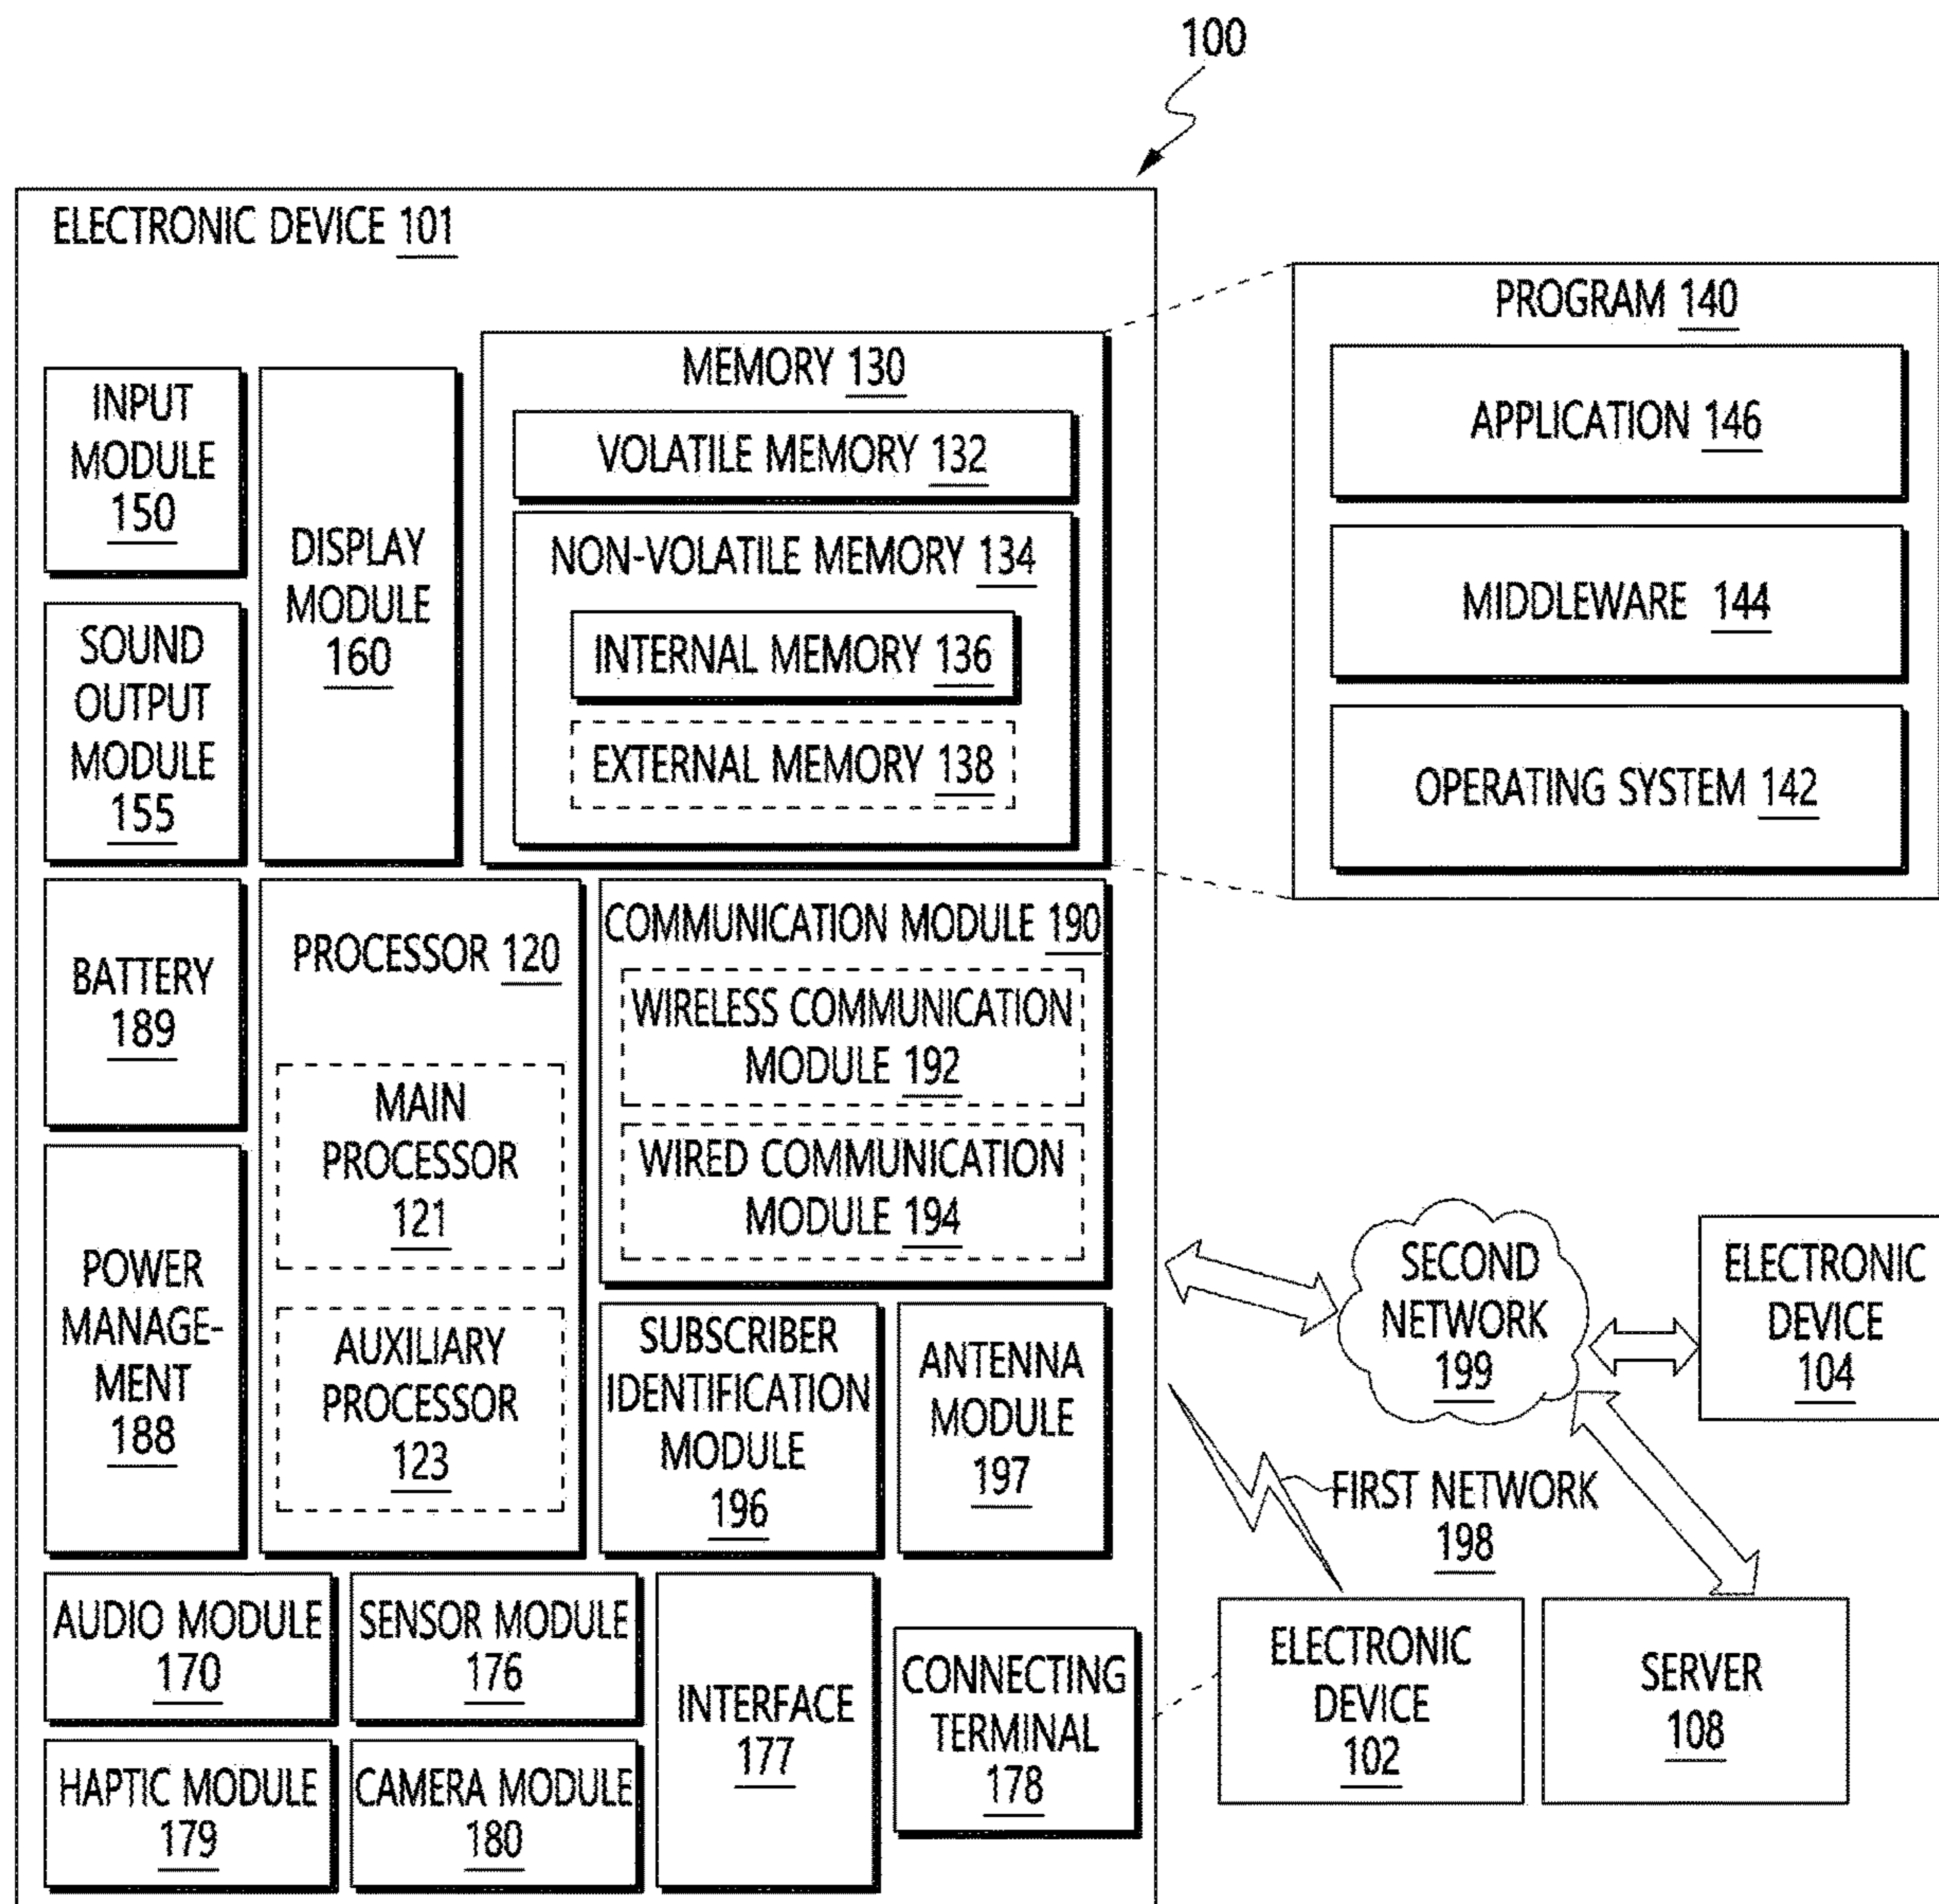 100
ELECTRONIC DEVICE 101
INPUT
MODULE
150
SOUND
OUTPUT
MODULE
155
DISPLAY
MODULE
160
MEMORY 130
VOLATILE MEMORY 132
NON-VOLATILE MEMORY 134
INTERNAL MEMORY 136
EXTERNAL MEMORY 138
PROGRAM 140
APPLICATION 146
MIDDLEWARE 144
OPERATING SYSTEM 142
BATTERY
189
POWER
MANAGE-
MENT
188
PROCESSOR 120
MAIN
PROCESSOR
121
AUXILIARY
PROCESSOR
123
COMMUNICATION MODULE 190
WIRELESS COMMUNICATION
MODULE 192
WIRED COMMUNICATION
MODULE 194
SUBSCRIBER
IDENTIFICATION
MODULE
196
ANTENNA
MODULE
197
SECOND
NETWORK
199
ELECTRONIC
DEVICE
104
FIRST NETWORK
198
AUDIO MODULE
170
SENSOR MODULE
176
HAPTIC MODULE
179
CAMERA MODULE
180
INTERFACE
177
CONNECTING
TERMINAL
178
ELECTRONIC
DEVICE
102
SERVER
108